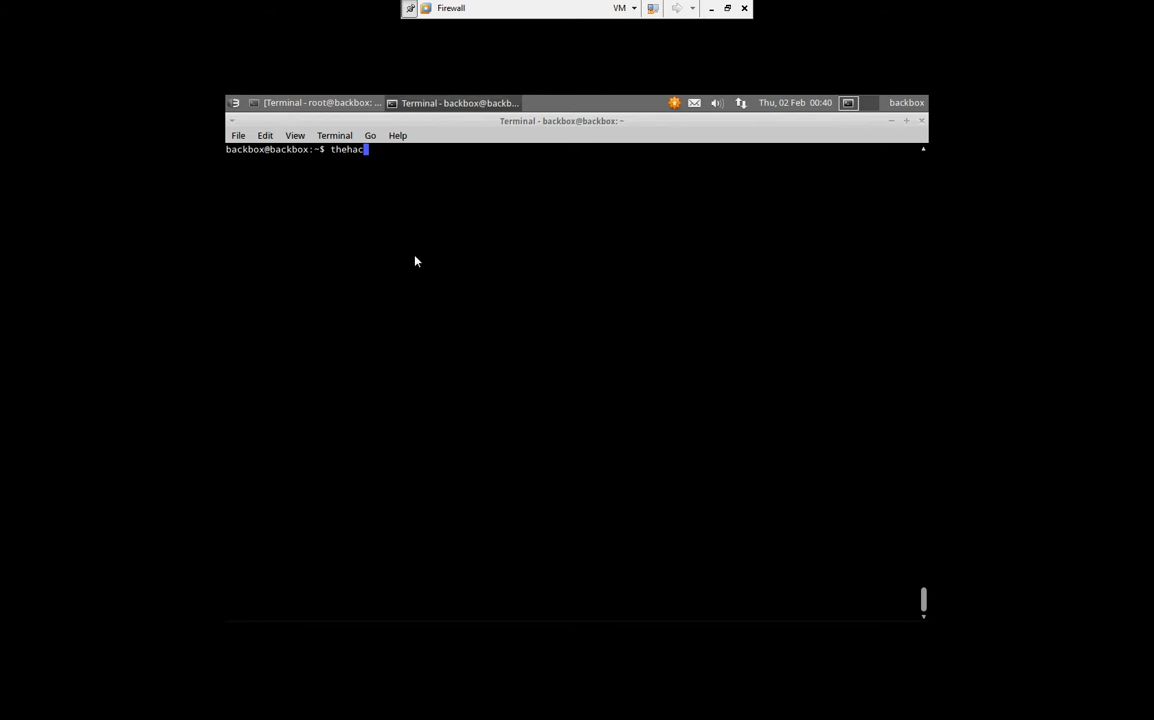 Firewall
VM
[Terminal - root@backbox: ...
Terminal - backbox@backb...
Thu, 02 Feb 00:40
backbox
Terminal - backbox@backbox: ~
File Edit View Terminal Go Help
backbox@backbox:~$ thehac